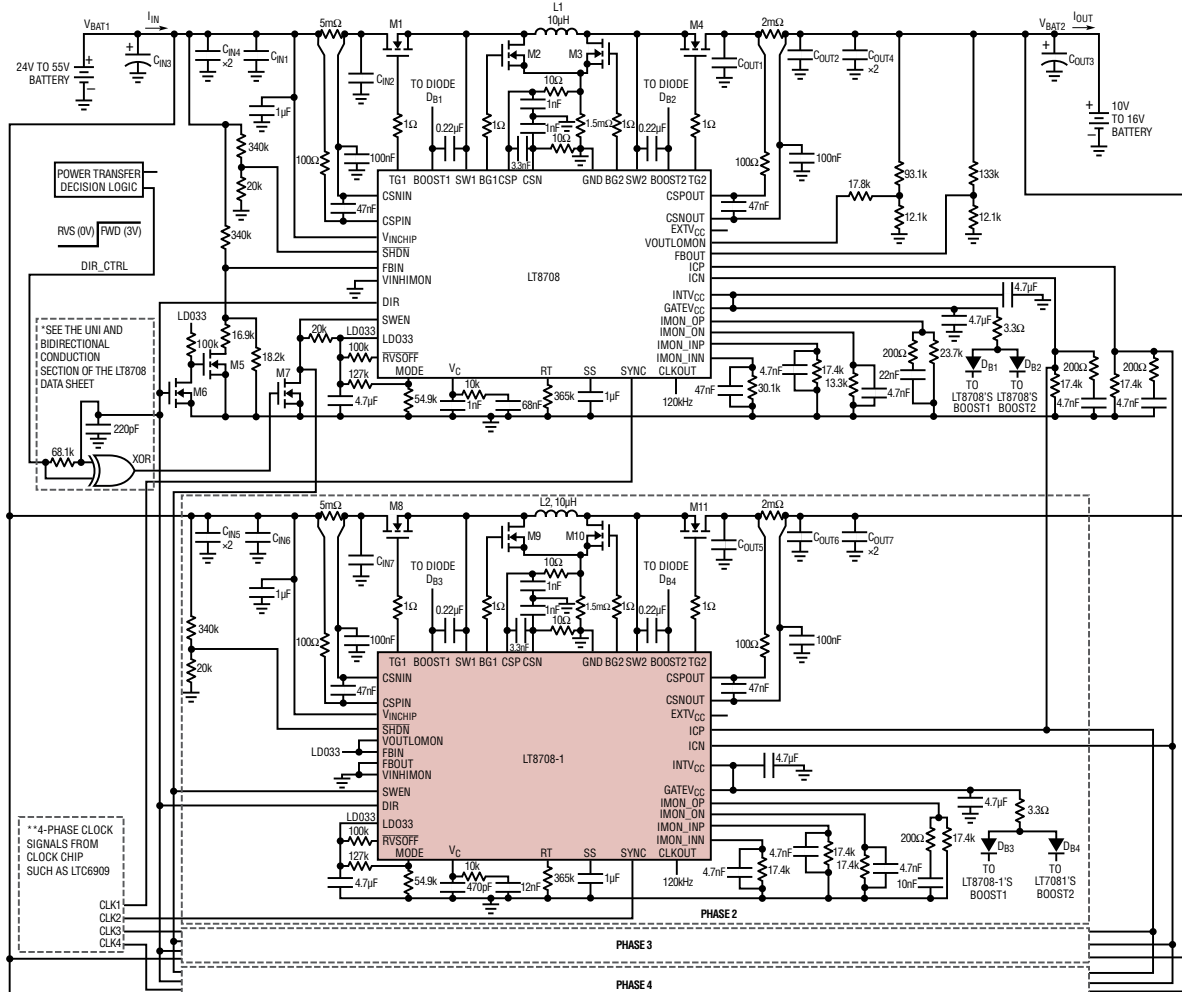 VBAT1
IIN
5mΩ
M1
L1
10µH
M4
2mΩ
VBAT2
IOUT
24V TO 55V
BATTERY
CIN3
CIN4
×2
CIN1
CIN2
M2
M3
COUT1
COUT2
COUT4
×2
COUT3
10V
TO 16V
BATTERY
1µF
TO DIODE
DB1
10Ω
1nF
1nF
10Ω
1.5mΩ
TO DIODE
DB2
1Ω
0.22µF
1Ω
3.3nF
1Ω
0.22µF
1Ω
340k
20k
100Ω
100nF
100Ω
100nF
93.1k
133k
17.8k
12.1k
12.1k
POWER TRANSFER
DECISION LOGIC
RVS (0V)
FWD (3V)
DIR_CTRL
340k
47nF
47nF
TG1 BOOST1 SW1 BG1 CSP CSN GND BG2 SW2 BOOST2 TG2
CSNIN
CSPIN
VINCHIP
SHDN
FBIN
VINHIMON
DIR
SWEN
LDO33
RVSOFF
MODE
VC
RT
SS
SYNC
CLKOUT
LT8708
CSPOUT
CSNOUT
EXTVCC
VOUTLOMON
FBOUT
ICP
ICN
INTVCC
GATEVCC
IMON_OP
IMON_ON
IMON_INP
IMON_INN
*SEE THE UNI AND
BIDIRECTIONAL
CONDUCTION
SECTION OF THE LT8708
DATA SHEET
LD033
100k
16.9k
M5
M6
18.2k
M7
20k
LD033
100k
127k
4.7µF
54.9k
10k
1nF
68nF
365k
1µF
120kHz
47nF
30.1k
4.7nF
17.4k
13.3k
4.7nF
200Ω
22nF
23.7k
4.7µF
4.7µF
3.3Ω
DB1
DB2
TO
LT8708'S
BOOST1
TO
LT8708'S
BOOST2
200Ω
17.4k
4.7nF
200Ω
17.4k
4.7nF
220pF
68.1k
XOR
5mΩ
M8
L2, 10µH
M11
2mΩ
CIN5
×2
CIN6
CIN7
M9
M10
COUT5
COUT6
COUT7
×2
1µF
TO DIODE
DB3
10Ω
1nF
1nF
10Ω
1.5mΩ
TO DIODE
DB4
1Ω
0.22µF
1Ω
3.3nF
1Ω
0.22µF
1Ω
340k
20k
100Ω
100nF
100Ω
100nF
47nF
47nF
TG1 BOOST1 SW1 BG1 CSP CSN GND BG2 SW2 BOOST2 TG2
CSNIN
CSPIN
VINCHIP
SHDN
VOUTLOMON
FBIN
FBOUT
VINHIMON
SWEN
DIR
LDO33
RVSOFF
MODE
VC
RT
SS
SYNC
CLKOUT
LT8708-1
CSPOUT
CSNOUT
EXTVCC
ICP
ICN
INTVCC
GATEVCC
IMON_OP
IMON_ON
IMON_INP
IMON_INN
LD033
LD033
100k
127k
4.7µF
54.9k
10k
470pF
12nF
365k
1µF
120kHz
4.7nF
17.4k
4.7nF
17.4k
17.4k
4.7nF
200Ω
10nF
17.4k
4.7µF
4.7µF
3.3Ω
DB3
DB4
TO
LT8708-1'S
BOOST1
TO
LT7081'S
BOOST2
**4-PHASE CLOCK
SIGNALS FROM
CLOCK CHIP
SUCH AS LTC6909
CLK1
CLK2
CLK3
CLK4
PHASE 2
PHASE 3
PHASE 4